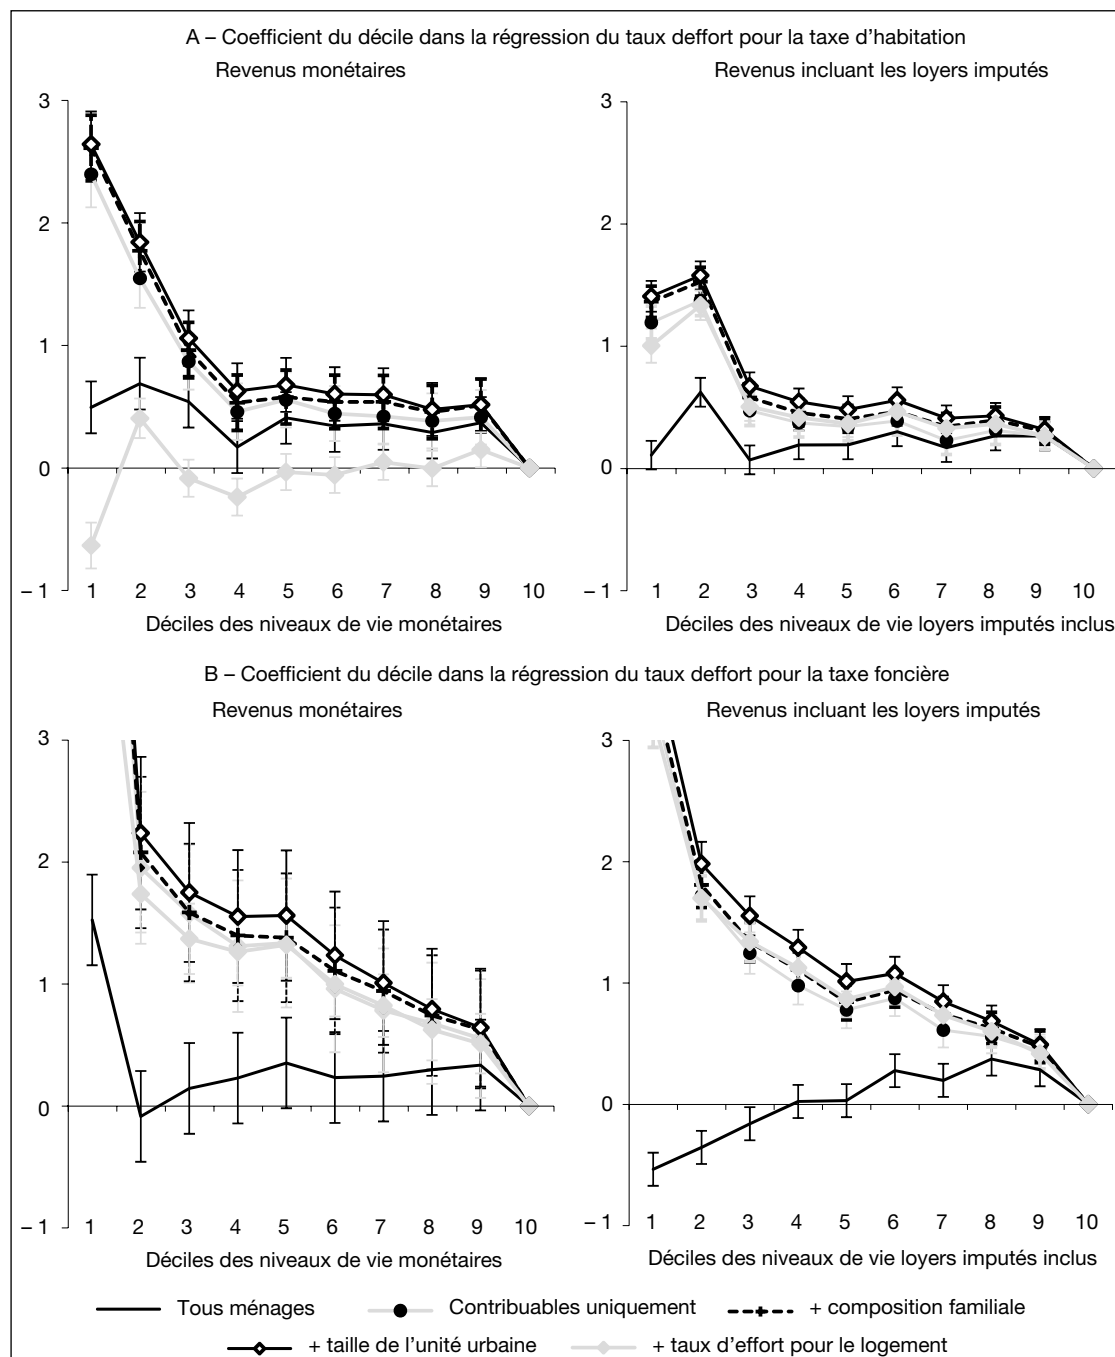 A – Coefficient du décile dans la régression du taux deffort pour la taxe d'habitation
Revenus monétaires
Revenus incluant les loyers imputés
3
2
1
0
– 1
1 2 3 4 5 6 7 8 9 10
Déciles des niveaux de vie monétaires
3
2
1
0
– 1
1 2 3 4 5 6 7 8 9 10
Déciles des niveaux de vie loyers imputés inclus
B – Coefficient du décile dans la régression du taux deffort pour la taxe foncière
Revenus monétaires
Revenus incluant les loyers imputés
3
2
1
0
– 1
1 2 3 4 5 6 7 8 9 10
Déciles des niveaux de vie monétaires
3
2
1
0
– 1
1 2 3 4 5 6 7 8 9 10
Déciles des niveaux de vie loyers imputés inclus
Tous ménages
Contribuables uniquement
+ composition familiale
+ taille de l'unité urbaine
+ taux d'effort pour le logement